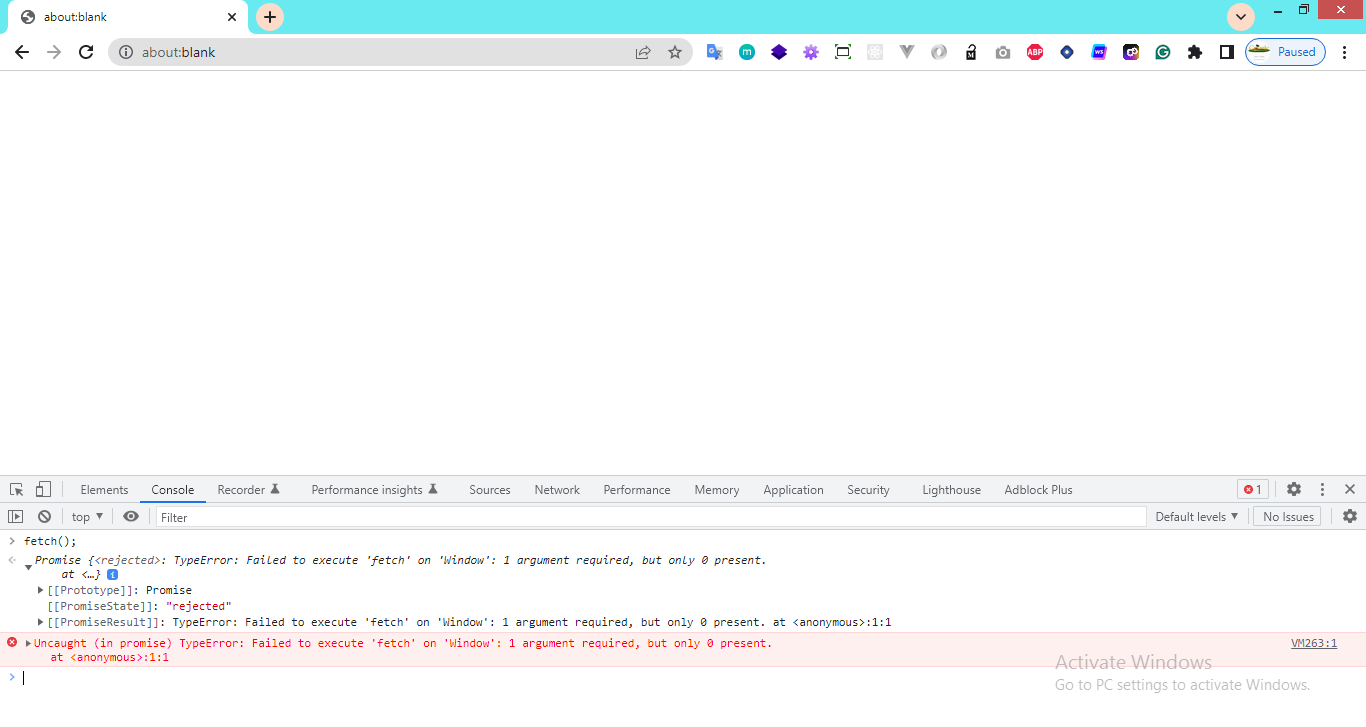 about:blank
about:blank
m
M
ABP
WS
G
Paused
Elements Console Recorder Performance insights Sources Network Performance Memory Application Security Lighthouse Adblock Plus 1
top Filter Default levels No Issues
fetch();
Promise {<rejected>: TypeError: Failed to execute 'fetch' on 'Window': 1 argument required, but only 0 present.
at <…} i
[[Prototype]]: Promise
[[PromiseState]]: "rejected"
[[PromiseResult]]: TypeError: Failed to execute 'fetch' on 'Window': 1 argument required, but only 0 present. at <anonymous>:1:1
Uncaught (in promise) TypeError: Failed to execute 'fetch' on 'Window': 1 argument required, but only 0 present. VM263:1
at <anonymous>:1:1
Activate Windows
Go to PC settings to activate Windows.